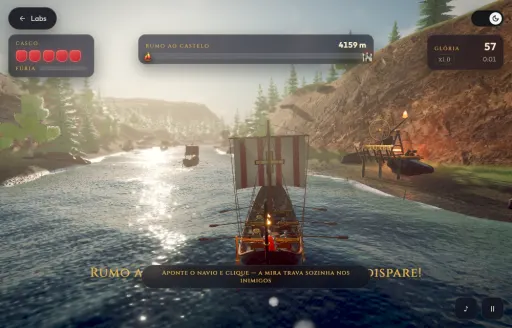 ← Labs
CASCO
FÚRIA
RUMO AO CASTELO
4159 m
GLÓRIA
57
x1,0
0:01
RUMO A
DISPARE!
APONTE O NAVIO E CLIQUE — A MIRA TRAVA SOZINHA NOS
INIMIGOS